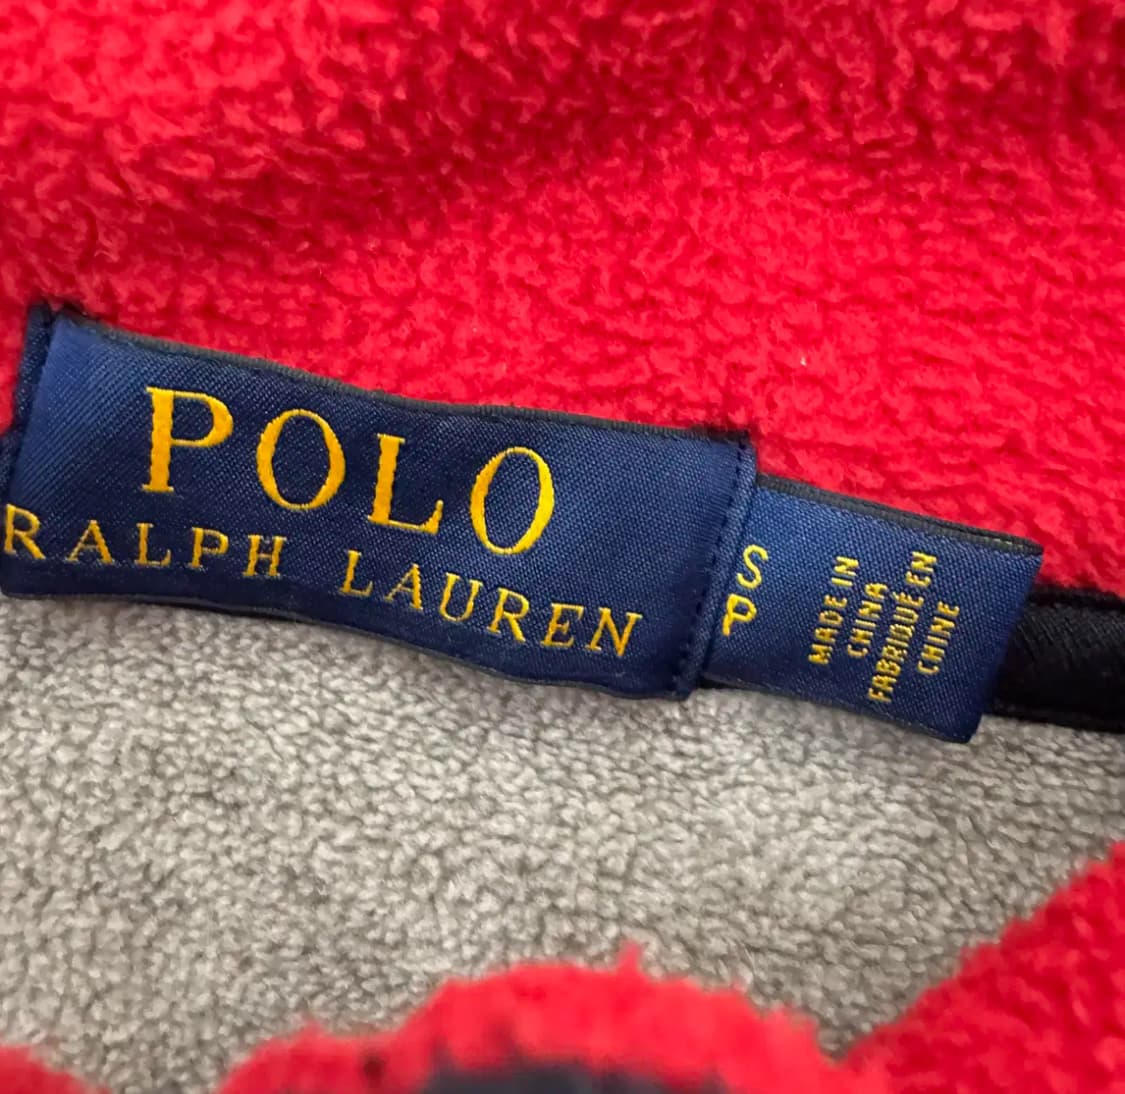 POLO
RALPH LAUREN
S
P
MADE IN
CHINA
FABRIQUÉ EN
CHINE